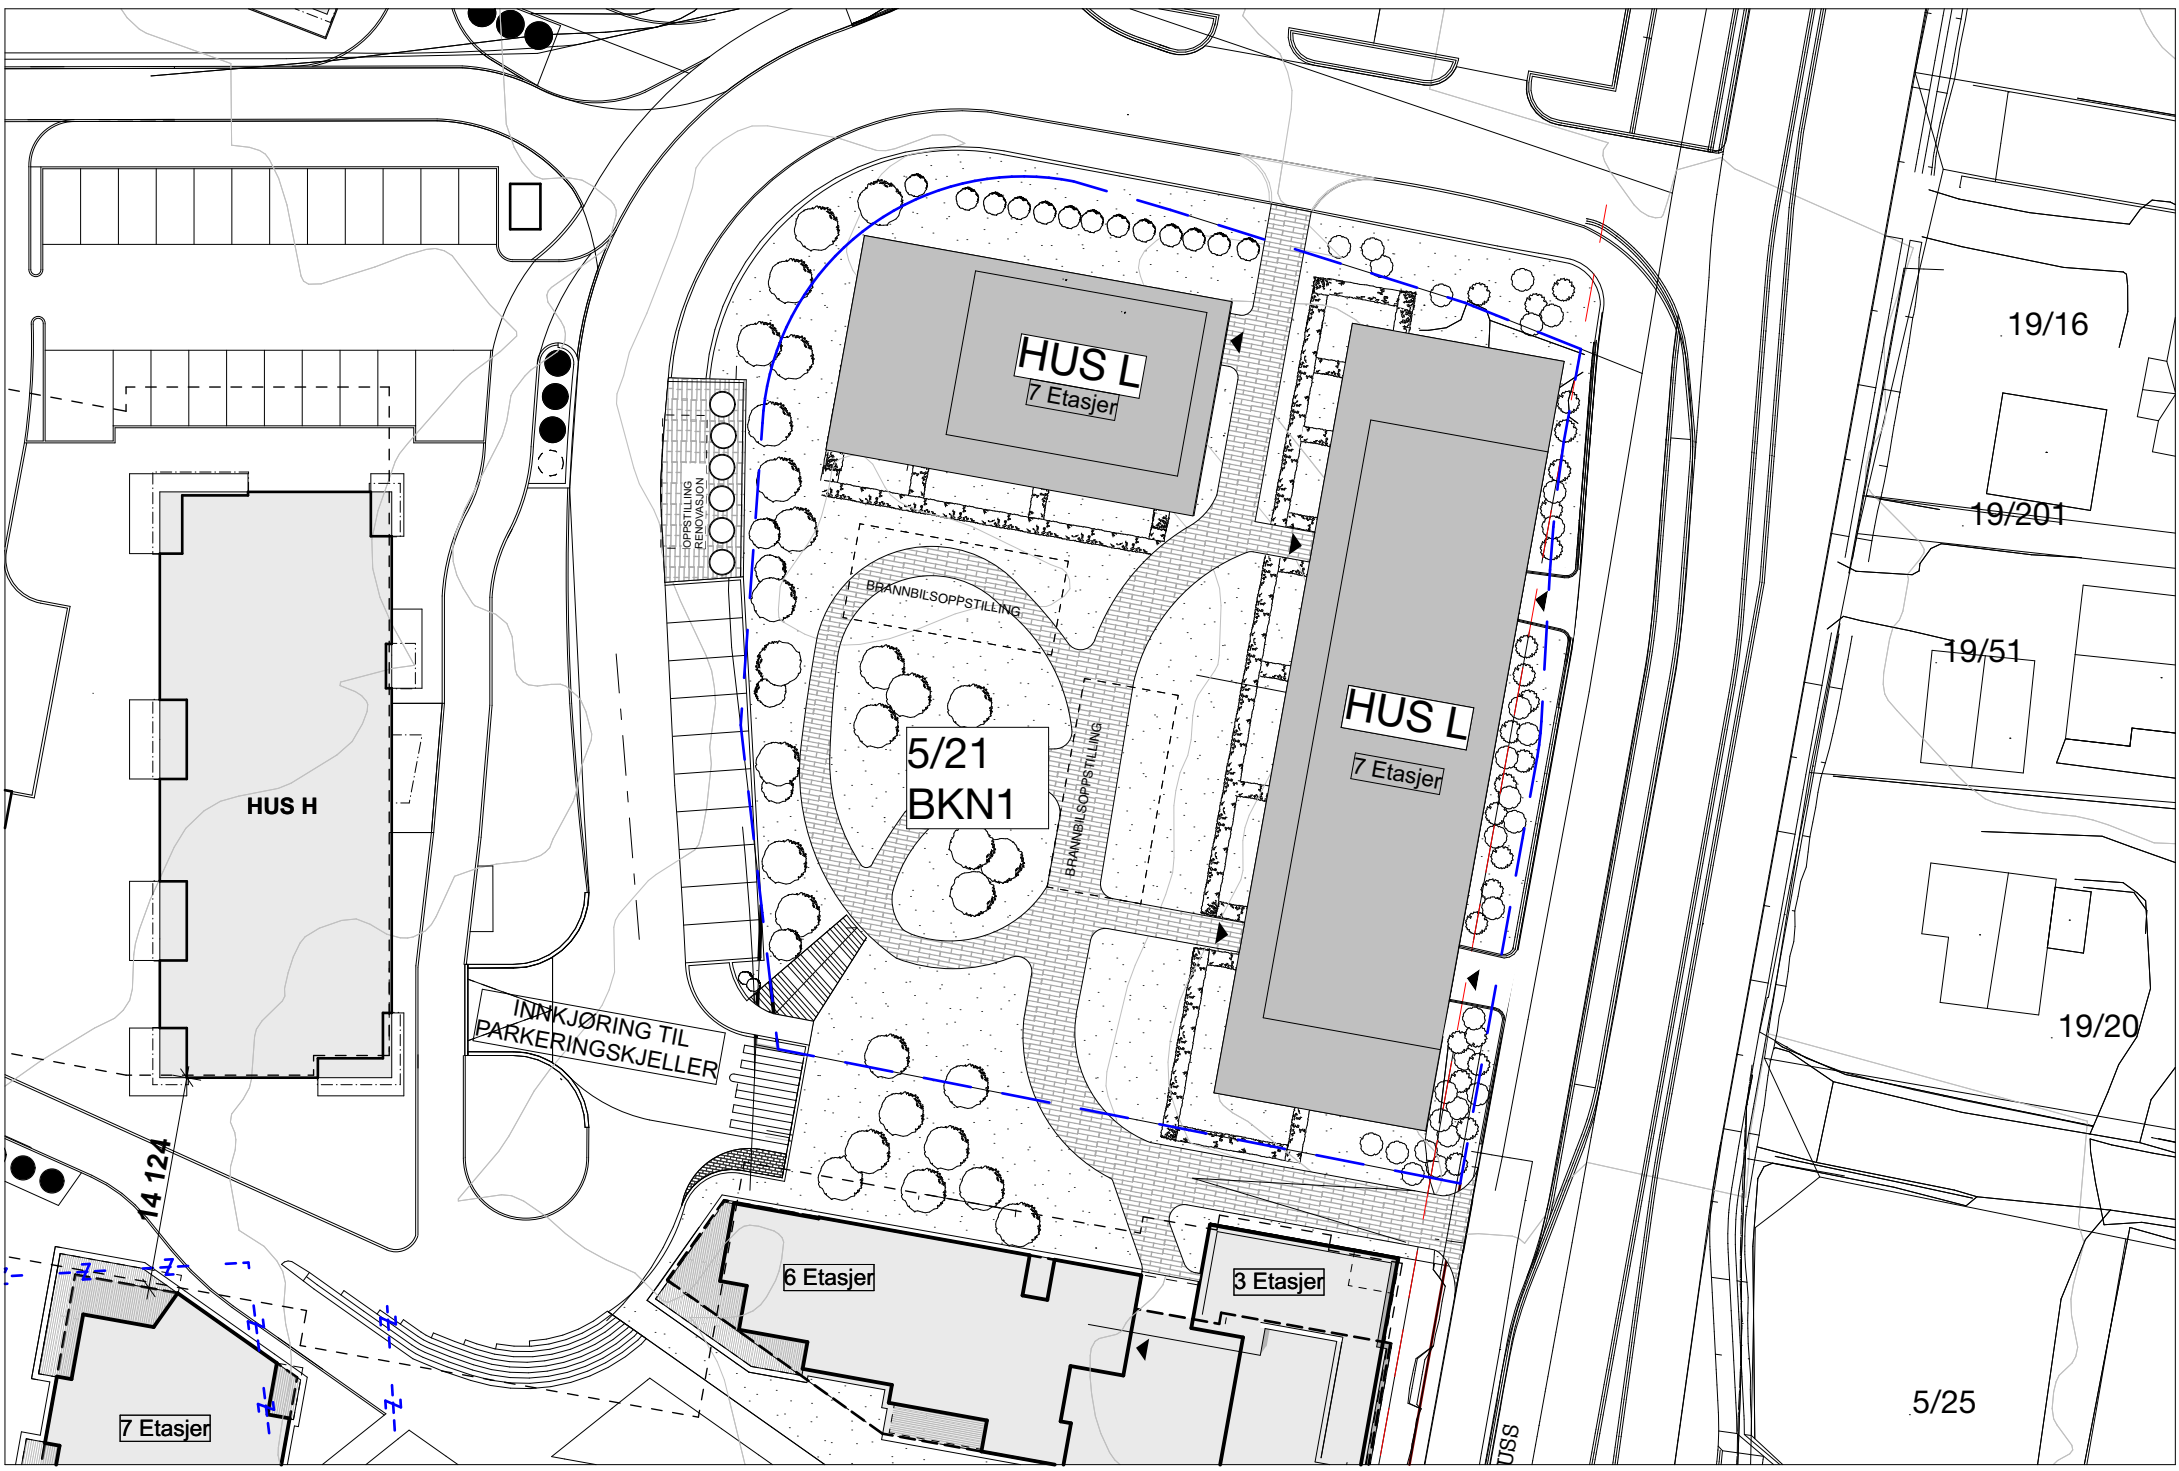 19/16
HUS L
7 Etasjer
OPPSTILLING
RENOVASJON
19/201
BRANNBILSOPPSTILLING
19/51
HUS L
7 Etasjer
5/21
BKN1
BRANNBILSOPPSTILLING
HUS H
INNKJØRING TIL
PARKERINGSKJELLER
19/20
14 124
6 Etasjer
3 Etasjer
5/25
7 Etasjer
USS